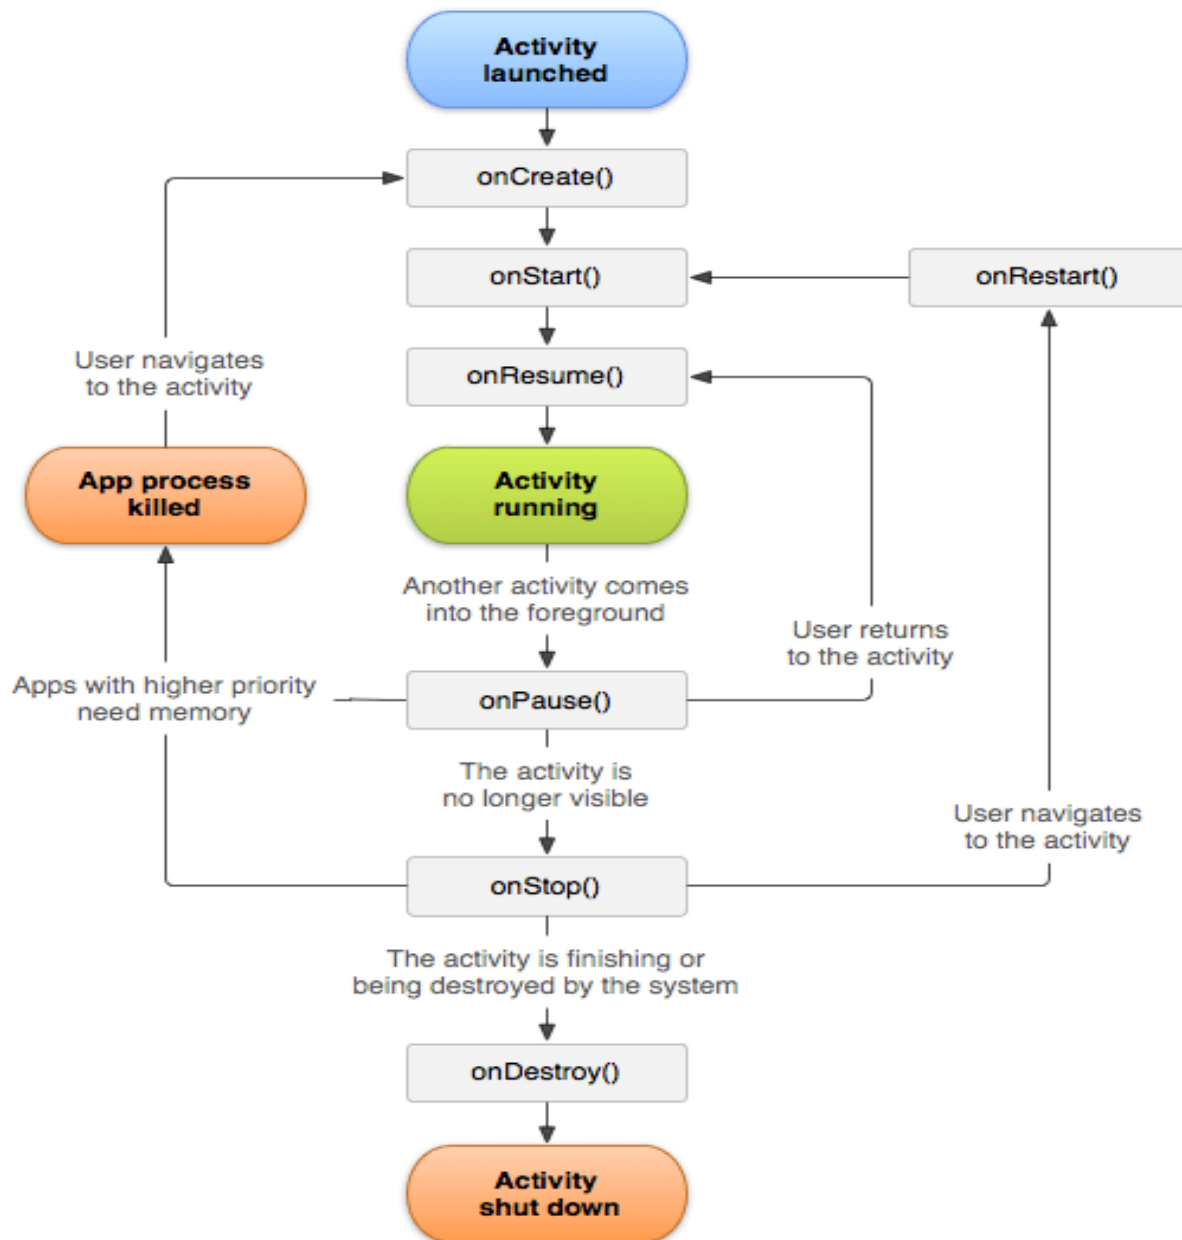 Activity
launched
onCreate()
onStart()
onRestart()
onResume()
User navigates
to the activity
App process
killed
Activity
running
Another activity comes
into the foreground
User returns
to the activity
Apps with higher priority
need memory
onPause()
The activity is
no longer visible
User navigates
to the activity
onStop()
The activity is finishing or
being destroyed by the system
onDestroy()
Activity
shut down